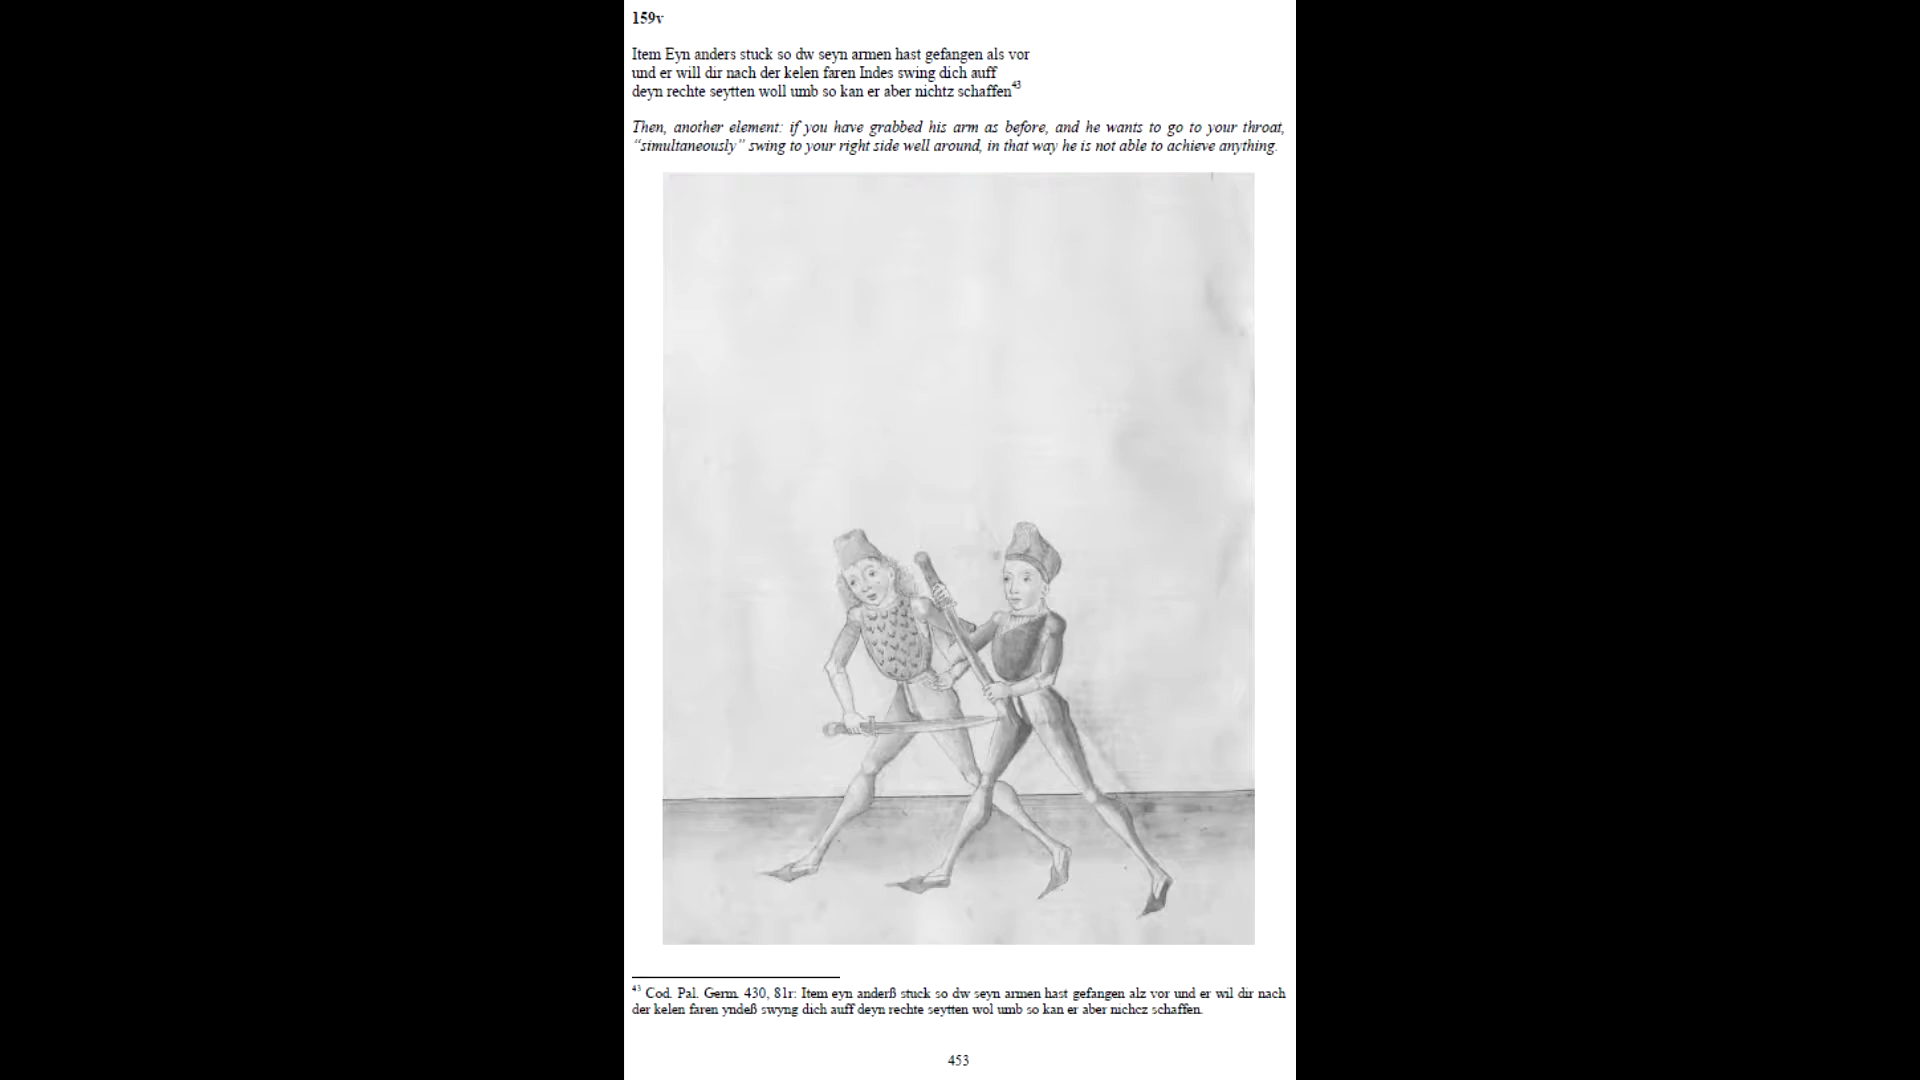 159v
Item Eyn anders stuck so dw seyn armen hast gefangen als vor
und er will dir nach der kelen faren Indes swing dich auff
deyn rechte seytten woll umb so kan er aber nichtz schaffen43
Then, another element: if you have grabbed his arm as before, and he wants to go to your throat,
“simultaneously” swing to your right side well around, in that way he is not able to achieve anything.
43 Cod. Pal. Germ. 430, 81r: Item eyn anderß stuck so dw seyn armen hast gefangen alz vor und er wil dir nach
der kelen faren yndeß swyng dich auff deyn rechte seytten wol umb so kan er aber nichcz schaffen.
453